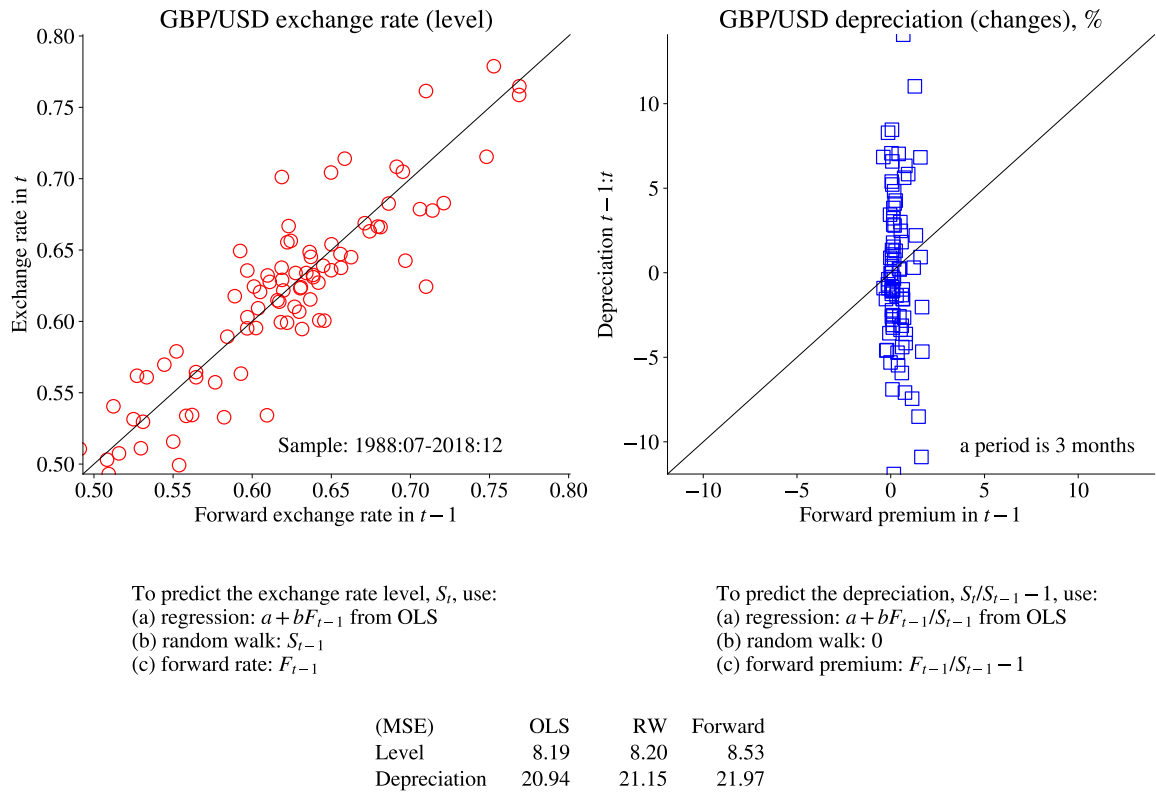 GBP/USD exchange rate (level)
0.80
0.75
0.70
0.65
0.60
0.55
0.50
Exchange rate in t
Sample: 1988:07-2018:12
0.50 0.55 0.60 0.65 0.70 0.75 0.80
Forward exchange rate in t − 1
GBP/USD depreciation (changes), %
10
5
0
−5
−10
Depreciation t − 1:t
a period is 3 months
−10 −5 0 5 10
Forward premium in t − 1
To predict the exchange rate level, Sₜ, use:
(a) regression: a + bFₜ₋₁ from OLS
(b) random walk: Sₜ₋₁
(c) forward rate: Fₜ₋₁
To predict the depreciation, Sₜ/Sₜ₋₁ − 1, use:
(a) regression: a + bFₜ₋₁/Sₜ₋₁ from OLS
(b) random walk: 0
(c) forward premium: Fₜ₋₁/Sₜ₋₁ − 1
(MSE) OLS RW Forward
Level 8.19 8.20 8.53
Depreciation 20.94 21.15 21.97